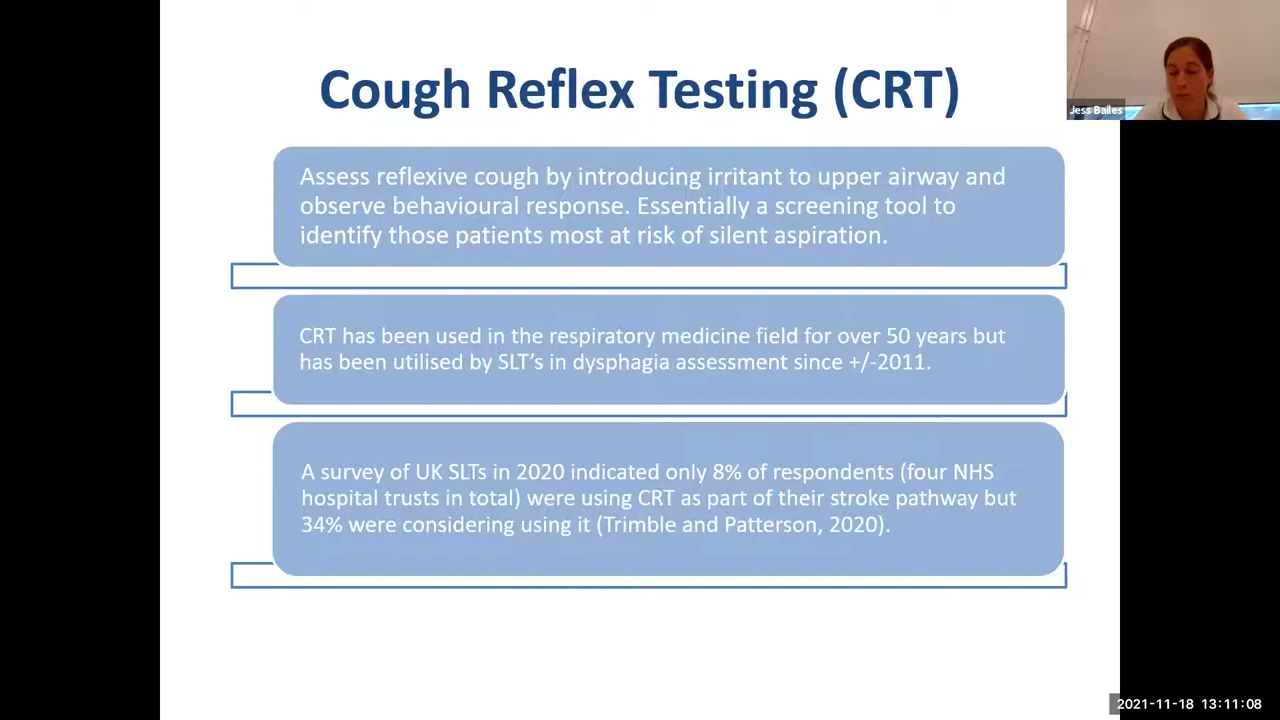 Cough Reflex Testing (CRT)
Jess Bailes
Assess reflexive cough by introducing irritant to upper airway and
observe behavioural response. Essentially a screening tool to
identify those patients most at risk of silent aspiration.
CRT has been used in the respiratory medicine field for over 50 years but
has been utilised by SLT’s in dysphagia assessment since +/-2011.
A survey of UK SLTs in 2020 indicated only 8% of respondents (four NHS
hospital trusts in total) were using CRT as part of their stroke pathway but
34% were considering using it (Trimble and Patterson, 2020).
2021-11-18 13:11:08